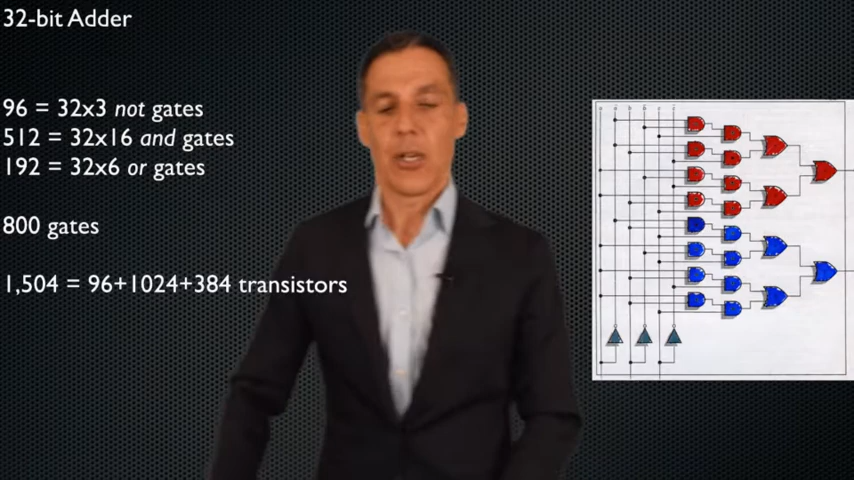 32-bit Adder
96 = 32x3 not gates
512 = 32x16 and gates
192 = 32x6 or gates
800 gates
1,504 = 96+1024+384 transistors